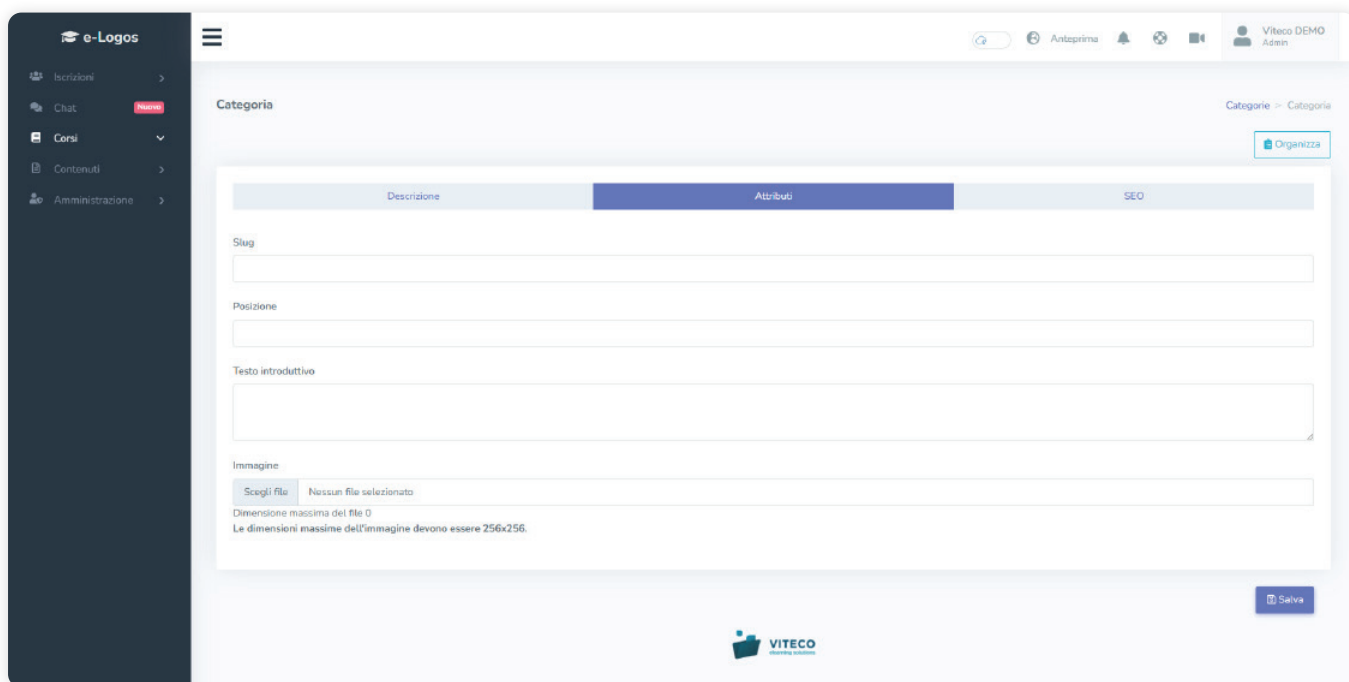 e-Logos
Anteprima
Viteco DEMO
Admin
Iscrizioni
Chat Nuovo
Corsi
Contenuti
Amministrazione
Categoria
Categorie > Categoria
Organizza
Descrizione Attributi SEO
Slug
Posizione
Testo introduttivo
Immagine
Scegli file Nessun file selezionato
Dimensione massima del file 0
Le dimensioni massime dell'immagine devono essere 256x256.
Salva
VITECO
elearning solutions